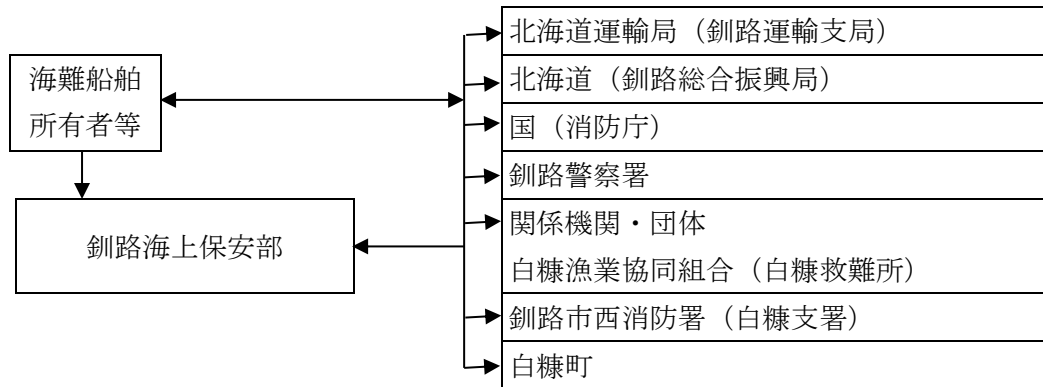 海難船舶
所有者等
釧路海上保安部
北海道運輸局（釧路運輸支局）
北海道（釧路総合振興局）
国（消防庁）
釧路警察署
関係機関・団体
白糠漁業協同組合（白糠救難所）
釧路市西消防署（白糠支署）
白糠町